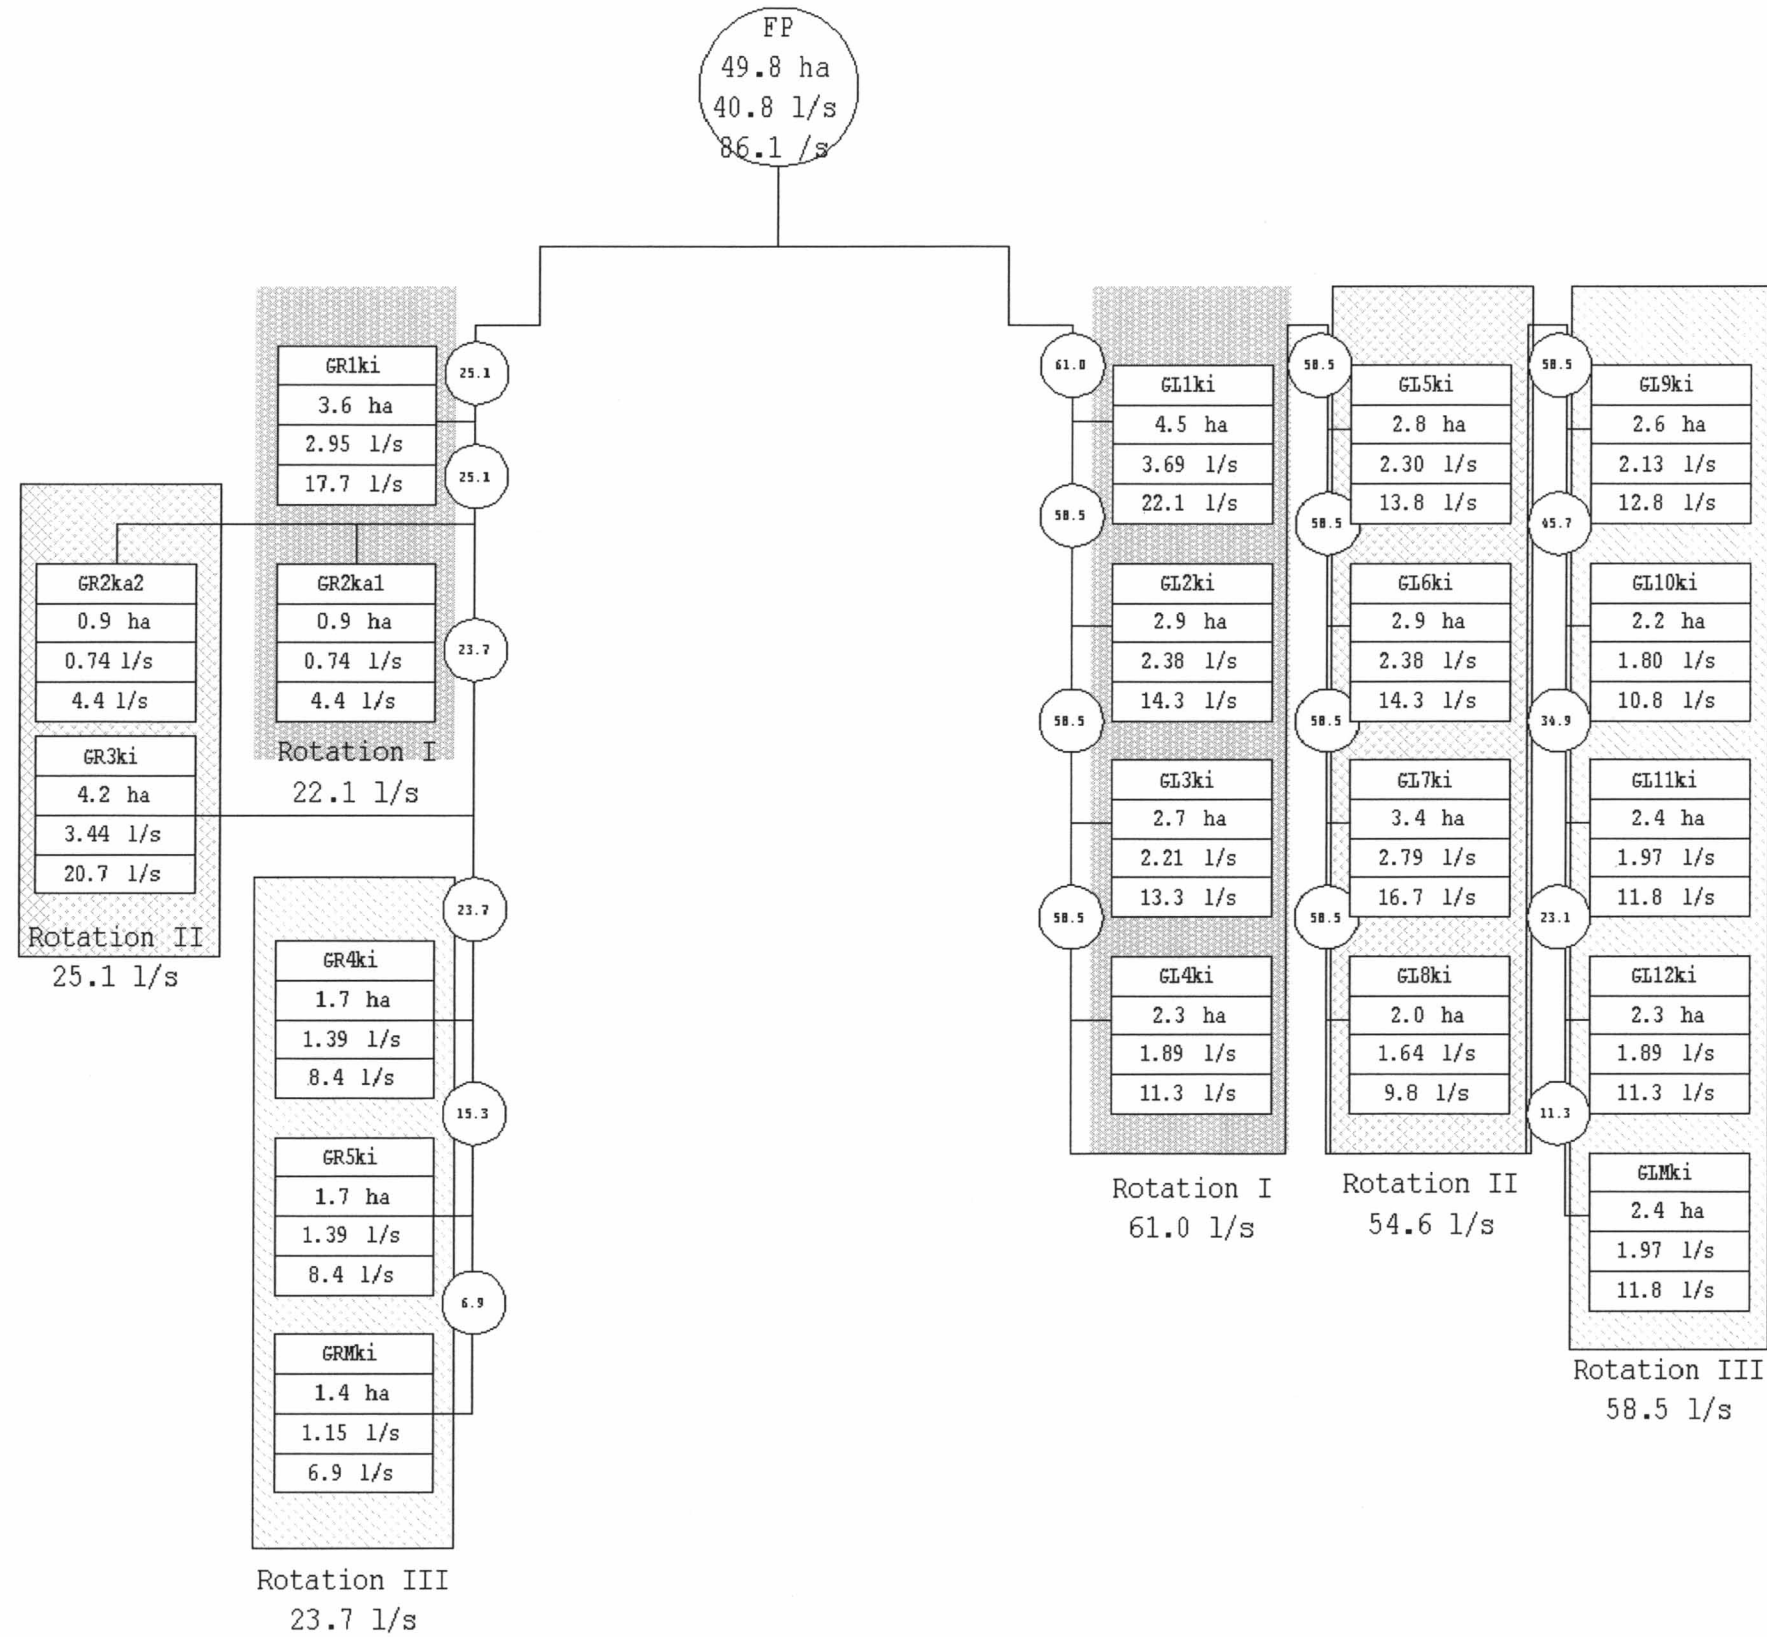 FP
49.8 ha
40.8 l/s
86.1 /s
GR1ki
3.6 ha
2.95 l/s
17.7 l/s
25.1
25.1
GR2ka2
0.9 ha
0.74 l/s
4.4 l/s
GR2ka1
0.9 ha
0.74 l/s
4.4 l/s
23.7
Rotation I
22.1 l/s
GR3ki
4.2 ha
3.44 l/s
20.7 l/s
Rotation II
25.1 l/s
23.7
GR4ki
1.7 ha
1.39 l/s
8.4 l/s
15.3
GR5ki
1.7 ha
1.39 l/s
8.4 l/s
6.9
GRMki
1.4 ha
1.15 l/s
6.9 l/s
Rotation III
23.7 l/s
61.0
GL1ki
4.5 ha
3.69 l/s
22.1 l/s
58.5
GL2ki
2.9 ha
2.38 l/s
14.3 l/s
58.5
GL3ki
2.7 ha
2.21 l/s
13.3 l/s
58.5
GL4ki
2.3 ha
1.89 l/s
11.3 l/s
Rotation I
61.0 l/s
58.5
GL5ki
2.8 ha
2.30 l/s
13.8 l/s
58.5
GL6ki
2.9 ha
2.38 l/s
14.3 l/s
58.5
GL7ki
3.4 ha
2.79 l/s
16.7 l/s
58.5
GL8ki
2.0 ha
1.64 l/s
9.8 l/s
Rotation II
54.6 l/s
58.5
GL9ki
2.6 ha
2.13 l/s
12.8 l/s
45.7
GL10ki
2.2 ha
1.80 l/s
10.8 l/s
34.9
GL11ki
2.4 ha
1.97 l/s
11.8 l/s
23.1
GL12ki
2.3 ha
1.89 l/s
11.3 l/s
11.3
GLMki
2.4 ha
1.97 l/s
11.8 l/s
Rotation III
58.5 l/s